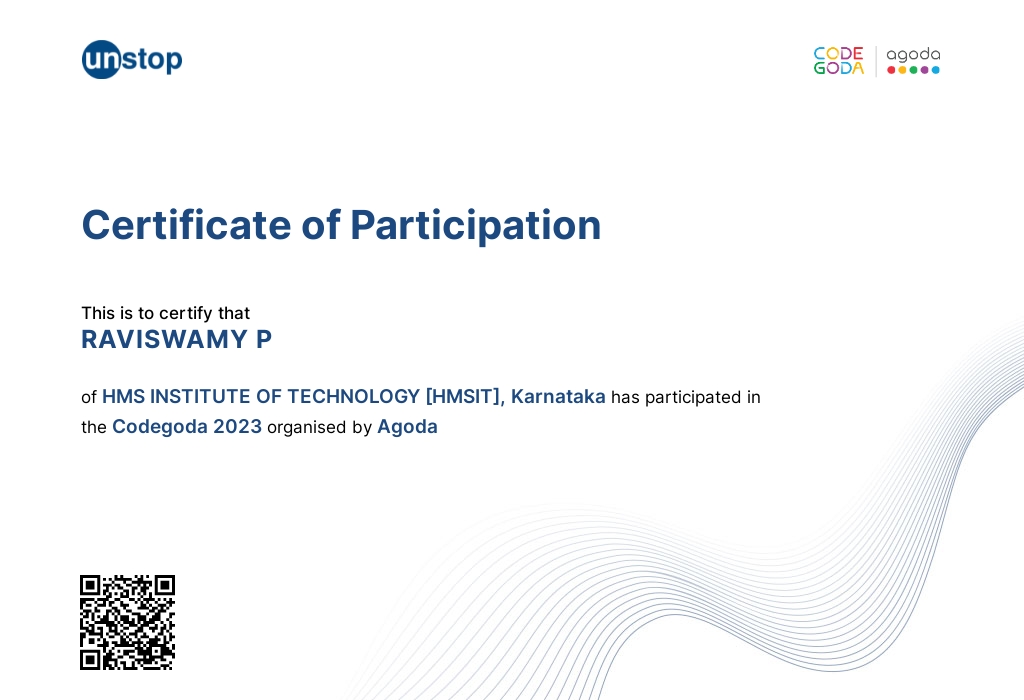 unstop
CODE
GODA
agoda
Certificate of Participation
This is to certify that
RAVISWAMY P
of HMS INSTITUTE OF TECHNOLOGY [HMSIT], Karnataka has participated in
the Codegoda 2023 organised by Agoda